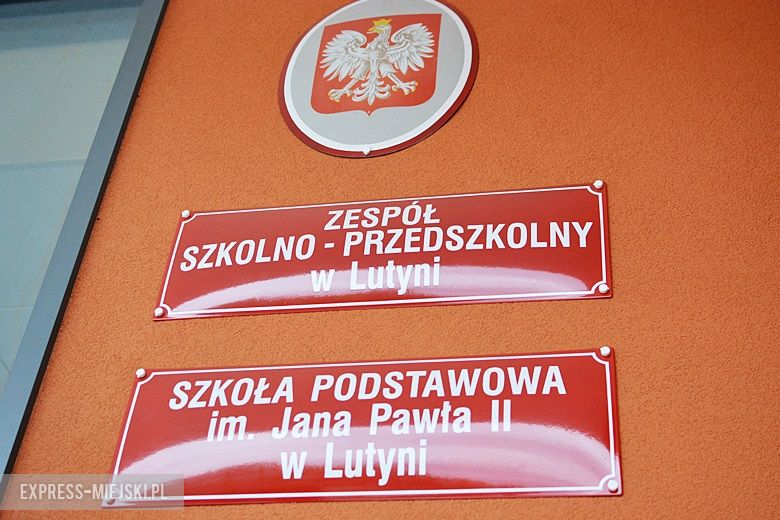 ZESPÓŁ
SZKOLNO - PRZEDSZKOLNY
w Lutyni
SZKOŁA PODSTAWOWA
im. Jana Pawła II
w Lutyni
EXPRESS-MIEJSKI.PL